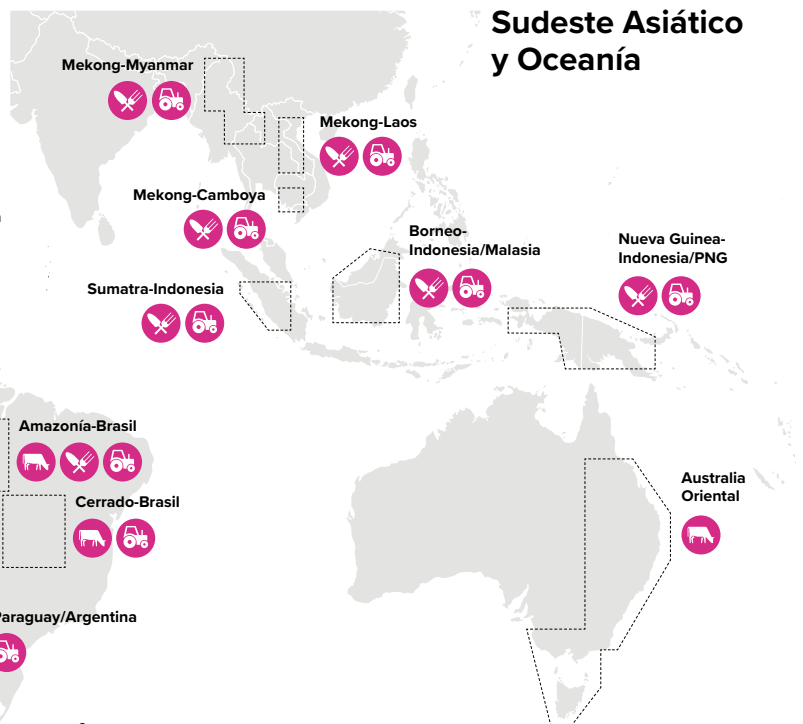 Sudeste Asiático
y Oceanía
Mekong-Myanmar
Mekong-Laos
Mekong-Camboya
Borneo-
Indonesia/Malasia
Nueva Guinea-
Indonesia/PNG
Sumatra-Indonesia
Amazonía-Brasil
Cerrado-Brasil
Australia
Oriental
Paraguay/Argentina